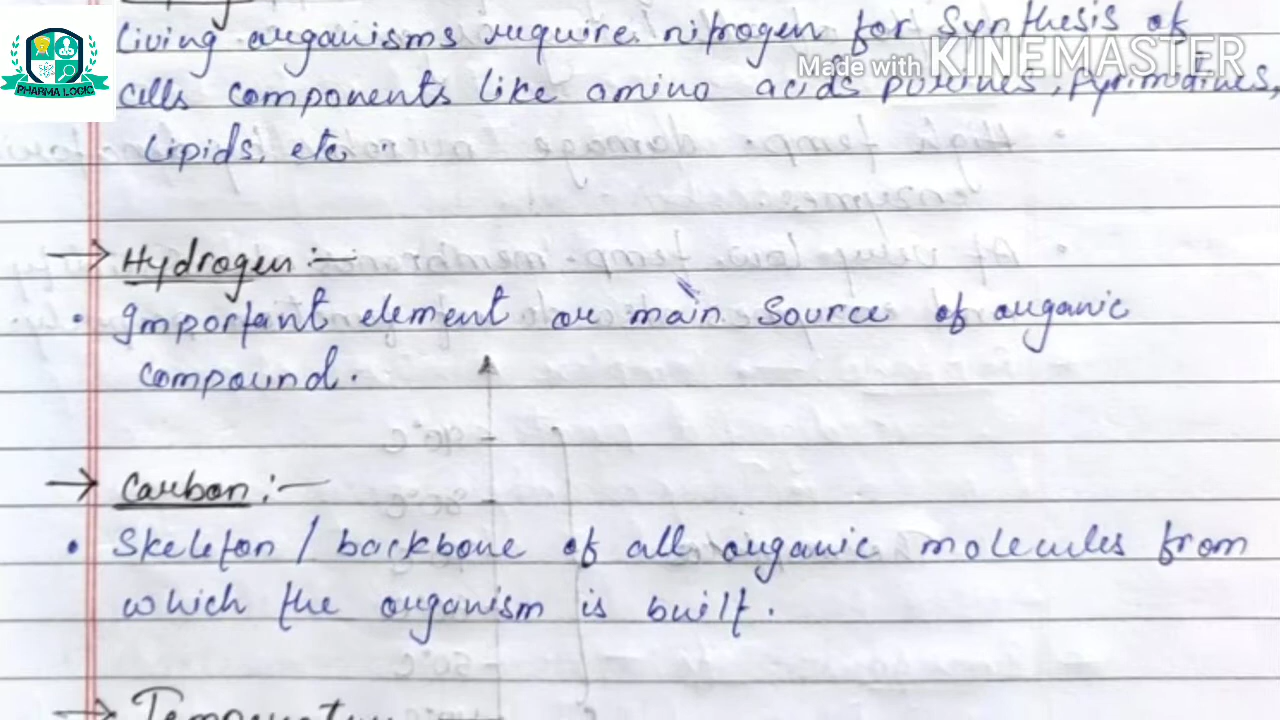 Living organisms require nitrogen for Synthesis of
cells components like amino acids purines, Pyrimidines,
Lipids, etc.
→ Hydrogen :-
• Important element or main Source of organic
compound.
→ Carbon :-
• Skeleton / backbone of all organic molecules from
which the organism is built.
→ Temperature
PHARMA LOGIC
Made with KINEMASTER